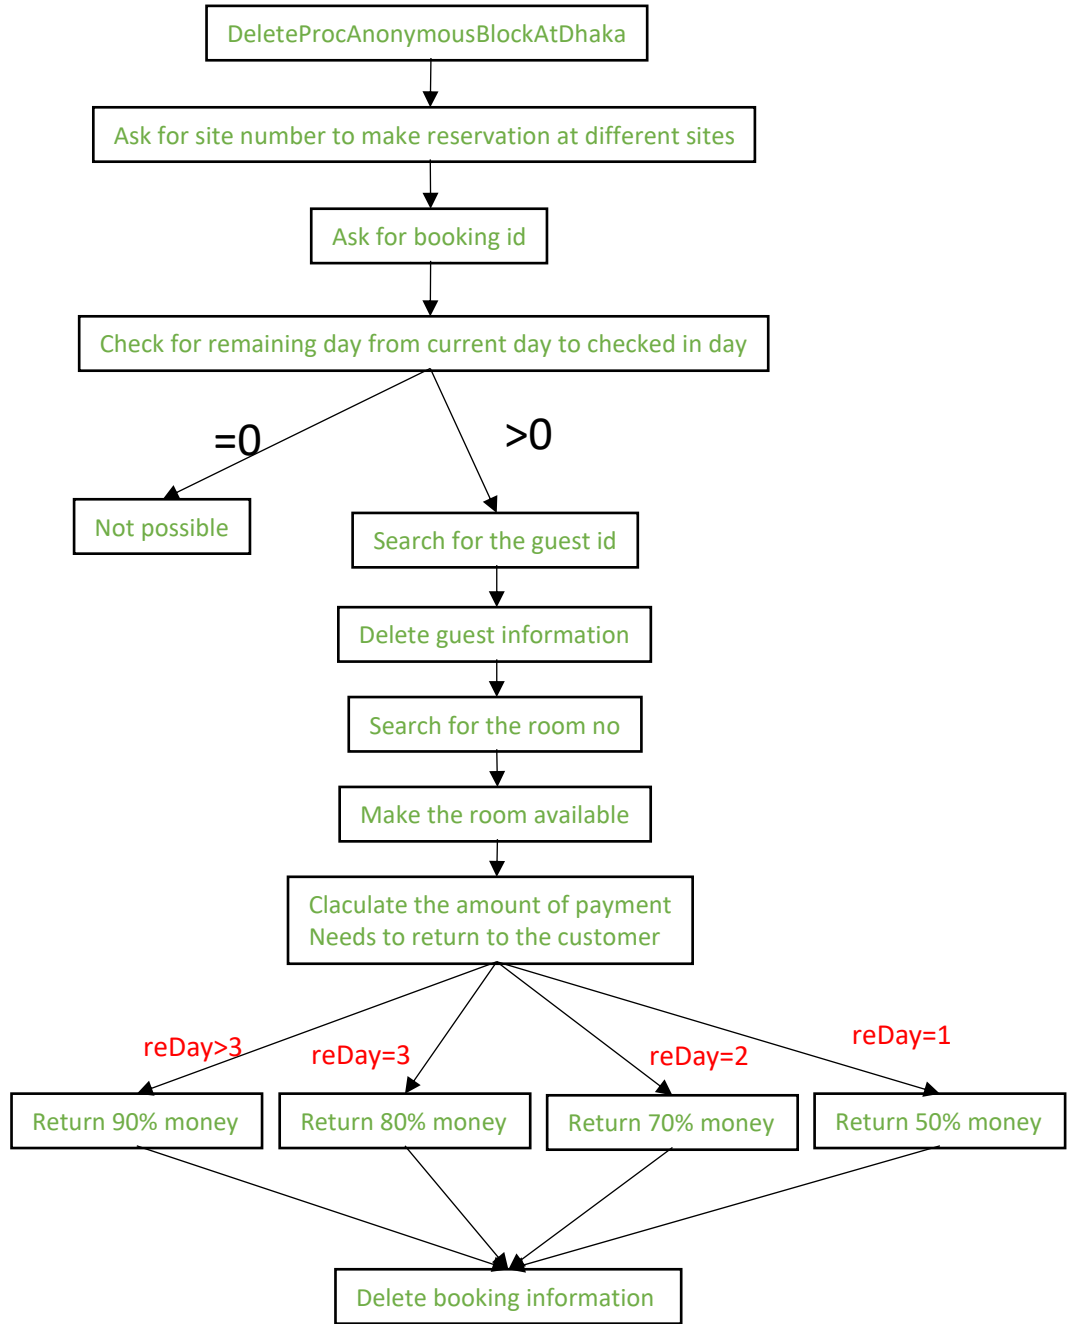 DeleteProcAnonymousBlockAtDhaka
Ask for site number to make reservation at different sites
Ask for booking id
Check for remaining day from current day to checked in day
=0
>0
Not possible
Search for the guest id
Delete guest information
Search for the room no
Make the room available
Claculate the amount of payment
Needs to return to the customer
reDay>3
reDay=3
reDay=2
reDay=1
Return 90% money
Return 80% money
Return 70% money
Return 50% money
Delete booking information